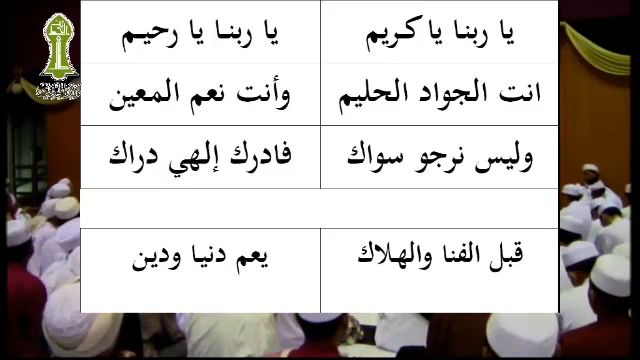 يا ربنا يا كريم يا ربنا يا رحيم
انت الجواد الحليم وأنت نعم المعين
وليس نرجو سواك فادرك إلهي دراك
قبل الفنا والهلاك يعم دنيا ودين